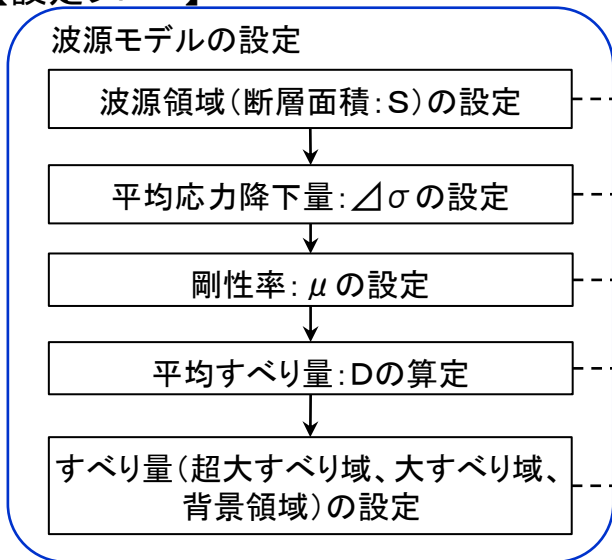 波源モデルの設定
波源領域(断層面積:S)の設定
平均応力降下量:⊿σの設定
剛性率:μの設定
平均すべり量:Dの算定
すべり量(超大すべり域、大すべり域、
背景領域)の設定